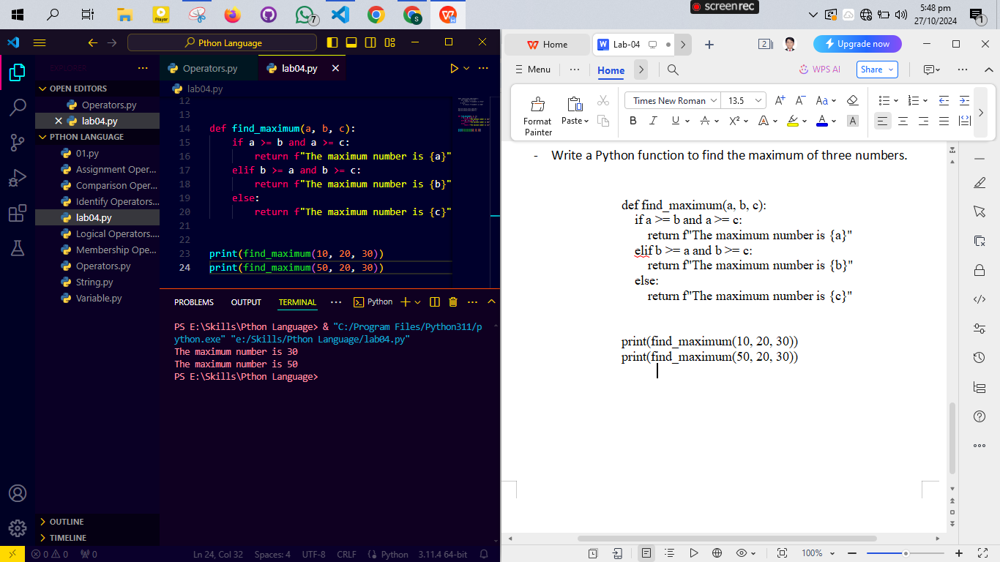 Player
7
screen rec
5:48 pm
27/10/2024
1
Pthon Language
EXPLORER
OPEN EDITORS
Operators.py
lab04.py
PTHON LANGUAGE
01.py
Assignment Oper...
Comparison Oper...
Identify Operators...
lab04.py
Logical Operators....
Membership Ope...
Operators.py
String.py
Variable.py
OUTLINE
TIMELINE
Operators.py
lab04.py
lab04.py
12
13
14 def find_maximum(a, b, c):
15 if a >= b and a >= c:
16 return f"The maximum number is {a}"
17 elif b >= a and b >= c:
18 return f"The maximum number is {b}"
19 else:
20 return f"The maximum number is {c}"
21
22
23 print(find_maximum(10, 20, 30))
24 print(find_maximum(50, 20, 30))
PROBLEMS OUTPUT TERMINAL Python
PS E:\Skills\Pthon Language> & "C:/Program Files/Python311/p
ython.exe" "e:/Skills/Pthon Language/lab04.py"
The maximum number is 30
The maximum number is 50
PS E:\Skills\Pthon Language>
0 0 0 Ln 24, Col 32 Spaces: 4 UTF-8 CRLF Python 3.11.4 64-bit
Home Lab-04 2 Upgrade now
Menu Home WPS AI Share
Format
Painter
Paste
Times New Roman 13.5
- Write a Python function to find the maximum of three numbers.
def find_maximum(a, b, c):
if a >= b and a >= c:
return f"The maximum number is {a}"
elif b >= a and b >= c:
return f"The maximum number is {b}"
else:
return f"The maximum number is {c}"
print(find_maximum(10, 20, 30))
print(find_maximum(50, 20, 30))
100%